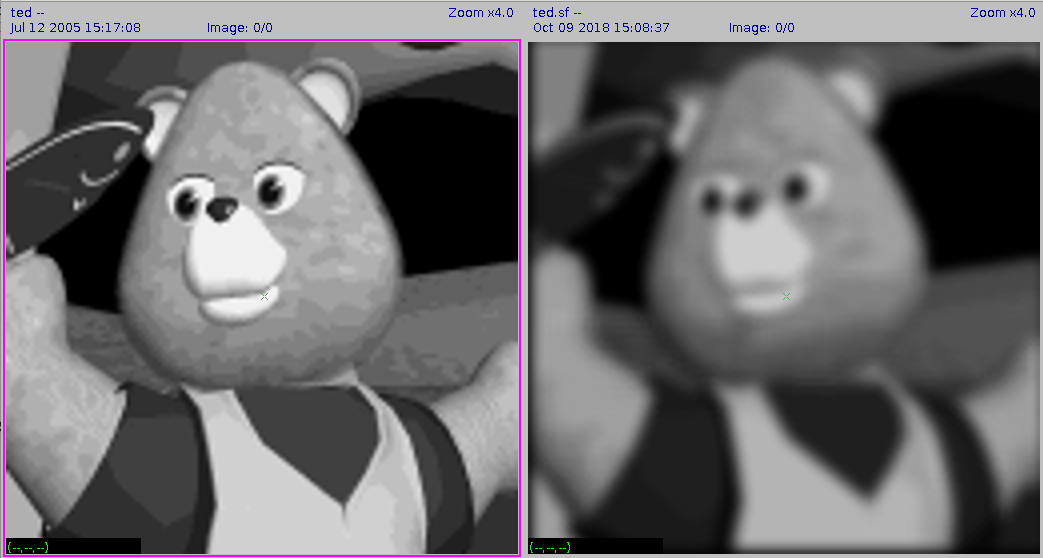 ted --
Zoom x4.0
Jul 12 2005 15:17:08
Image: 0/0
(--,--,--)
ted.sf --
Zoom x4.0
Oct 09 2018 15:08:37
Image: 0/0
(--,--,--)